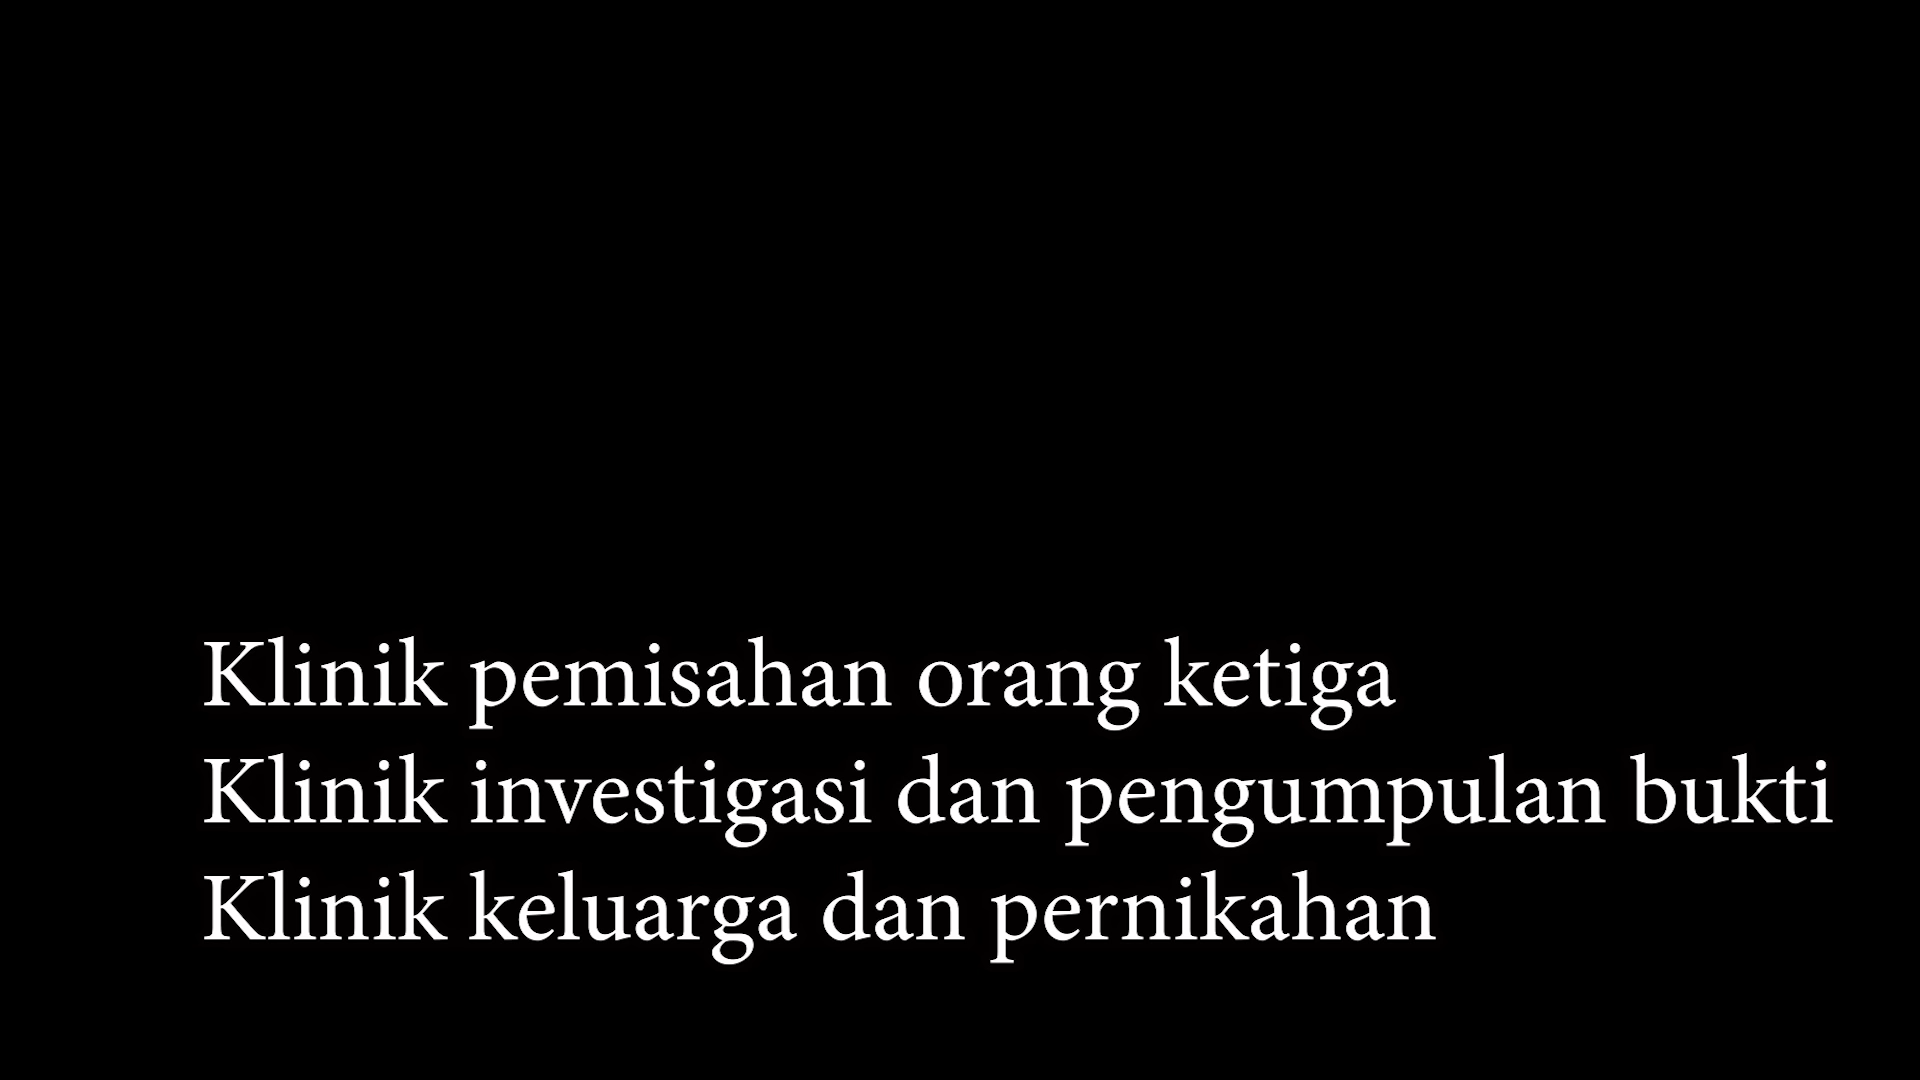 Klinik pemisahan orang ketiga
Klinik investigasi dan pengumpulan bukti
Klinik keluarga dan pernikahan